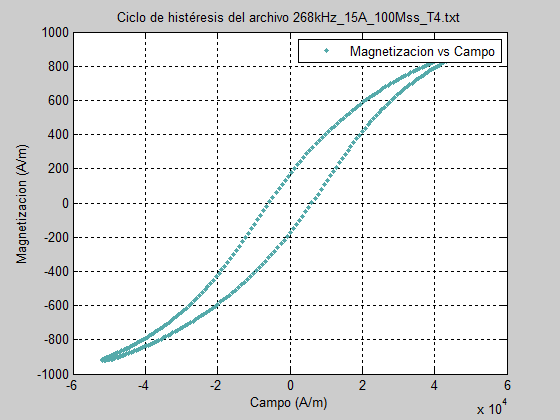 Ciclo de histéresis del archivo 268kHz_15A_100Mss_T4.txt
Magnetizacion vs Campo
Magnetizacion (A/m)
1000
800
600
400
200
0
-200
-400
-600
-800
-1000
-6 -4 -2 0 2 4 6
x 10^4
Campo (A/m)